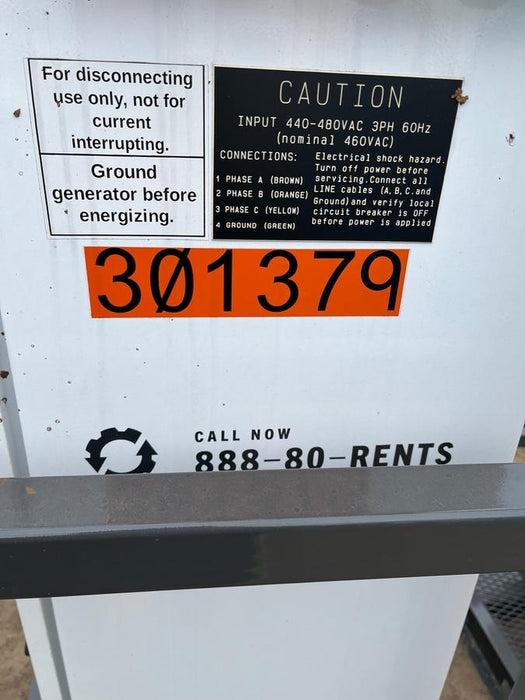 For disconnecting
use only, not for
current
interrupting.
Ground
generator before
energizing.
CAUTION
INPUT 440-480VAC 3PH 60Hz
(nominal 460VAC)
CONNECTIONS:
1 PHASE A (BROWN)
2 PHASE B (ORANGE)
3 PHASE C (YELLOW)
4 GROUND (GREEN)
Electrical shock hazard.
Turn off power before
servicing.Connect all
LINE cables (A,B,C,and
Ground)and verify local
circuit breaker is OFF
before power is applied
301379
CALL NOW
888-80-RENTS